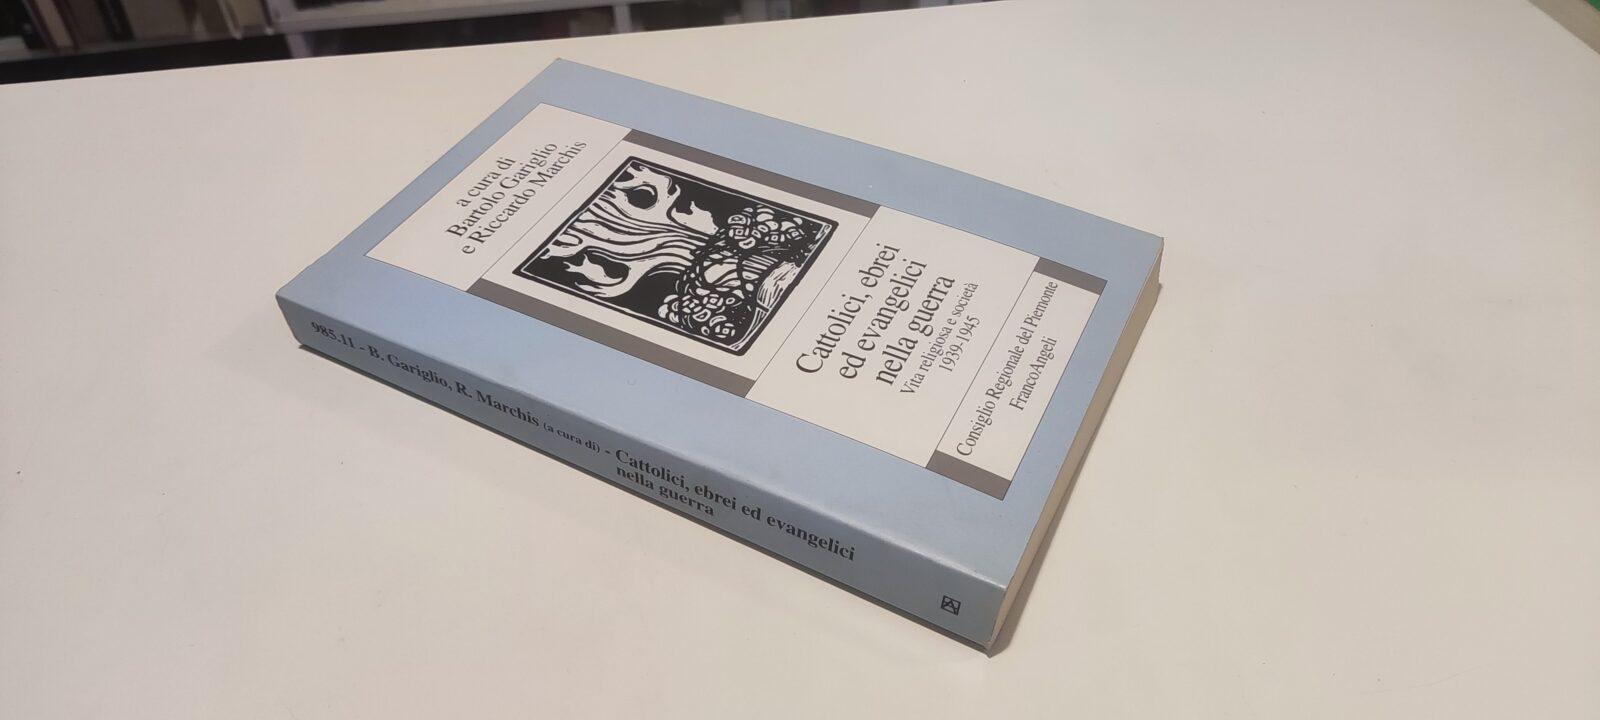 a cura di
Bartolo Gariglio
e Riccardo Marchis
Cattolici, ebrei
ed evangelici
nella guerra
Vita religiosa e società
1939-1945
Consiglio Regionale del Piemonte
FrancoAngeli
985.11 - B. Gariglio, R. Marchis (a cura di) - Cattolici, ebrei ed evangelici
nella guerra